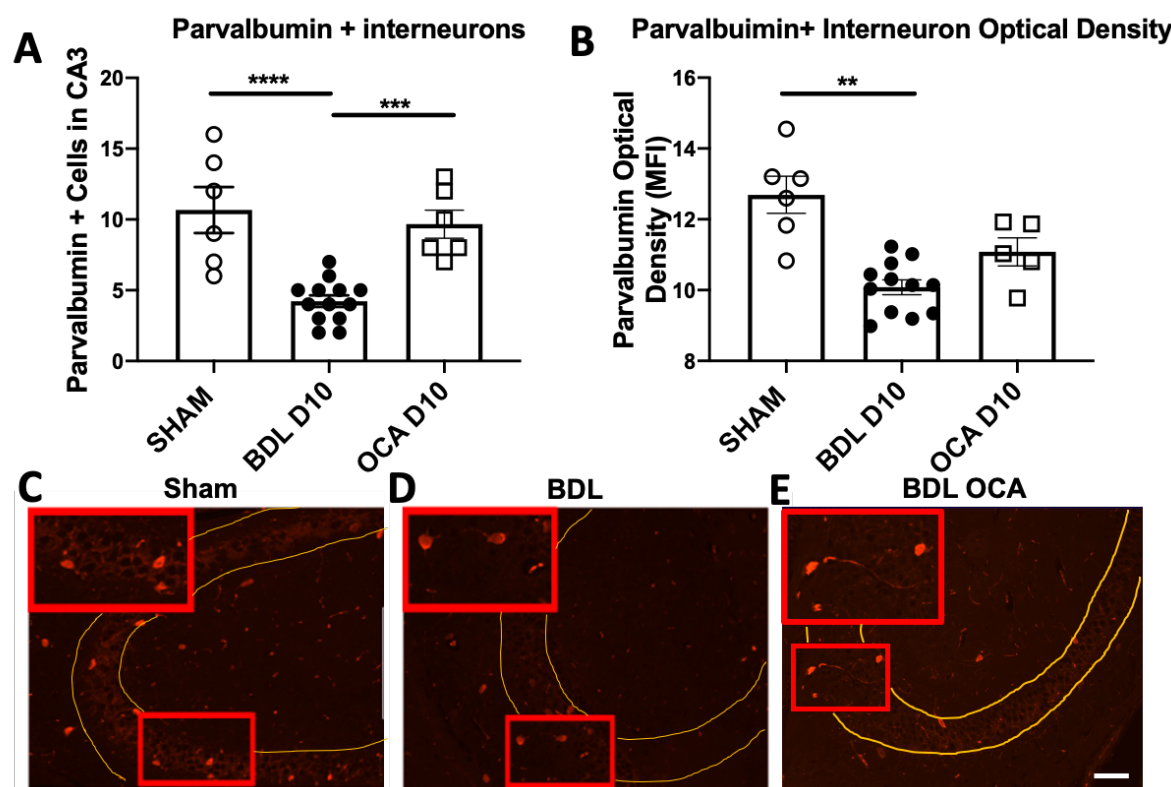 A
Parvalbumin + interneurons
Parvalbumin + Cells in CA3
20
15
10
5
0
****
***
SHAM
BDL D10
OCA D10
B
Parvalbuimin+ Interneuron Optical Density
Parvalbumin Optical
Density (MFI)
16
14
12
10
8
**
SHAM
BDL D10
OCA D10
C
Sham
D
BDL
E
BDL OCA